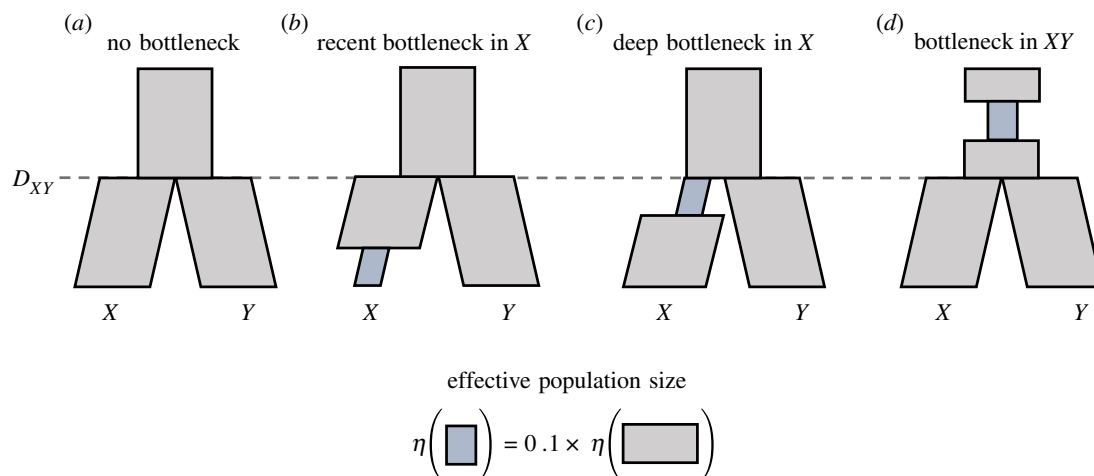 (a) no bottleneck
(b) recent bottleneck in X
(c) deep bottleneck in X
(d) bottleneck in XY
D_XY
X Y
X Y
X Y
X Y
effective population size
η( ) = 0 .1 × η( )